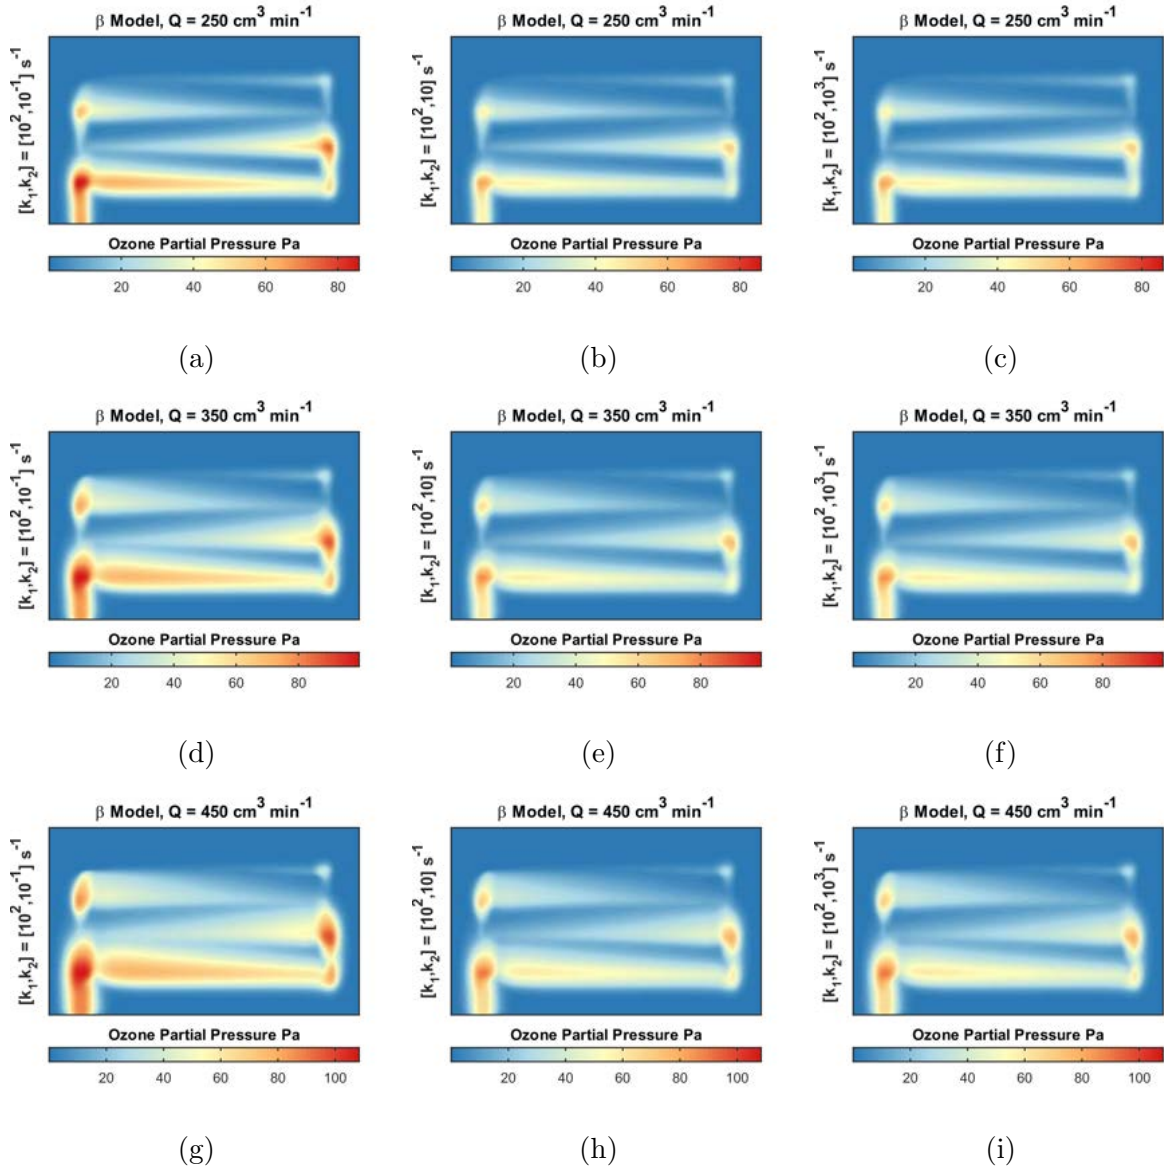 β Model, Q = 250 cm³ min⁻¹
[k₁,k₂] = [10²,10⁻¹] s⁻¹
Ozone Partial Pressure Pa
20 40 60 80
(a)
β Model, Q = 250 cm³ min⁻¹
[k₁,k₂] = [10²,10] s⁻¹
Ozone Partial Pressure Pa
20 40 60 80
(b)
β Model, Q = 250 cm³ min⁻¹
[k₁,k₂] = [10²,10³] s⁻¹
Ozone Partial Pressure Pa
20 40 60 80
(c)
β Model, Q = 350 cm³ min⁻¹
[k₁,k₂] = [10²,10⁻¹] s⁻¹
Ozone Partial Pressure Pa
20 40 60 80
(d)
β Model, Q = 350 cm³ min⁻¹
[k₁,k₂] = [10²,10] s⁻¹
Ozone Partial Pressure Pa
20 40 60 80
(e)
β Model, Q = 350 cm³ min⁻¹
[k₁,k₂] = [10²,10³] s⁻¹
Ozone Partial Pressure Pa
20 40 60 80
(f)
β Model, Q = 450 cm³ min⁻¹
[k₁,k₂] = [10²,10⁻¹] s⁻¹
Ozone Partial Pressure Pa
20 40 60 80 100
(g)
β Model, Q = 450 cm³ min⁻¹
[k₁,k₂] = [10²,10] s⁻¹
Ozone Partial Pressure Pa
20 40 60 80 100
(h)
β Model, Q = 450 cm³ min⁻¹
[k₁,k₂] = [10²,10³] s⁻¹
Ozone Partial Pressure Pa
20 40 60 80 100
(i)